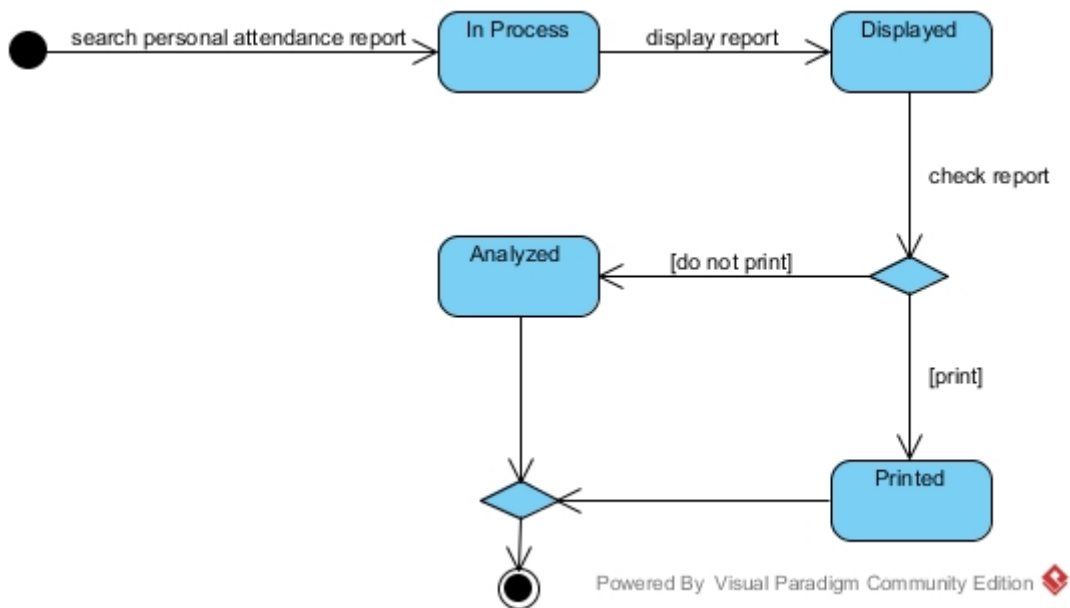 search personal attendance report
In Process
display report
Displayed
check report
Analyzed
[do not print]
[print]
Printed
Powered By Visual Paradigm Community Edition